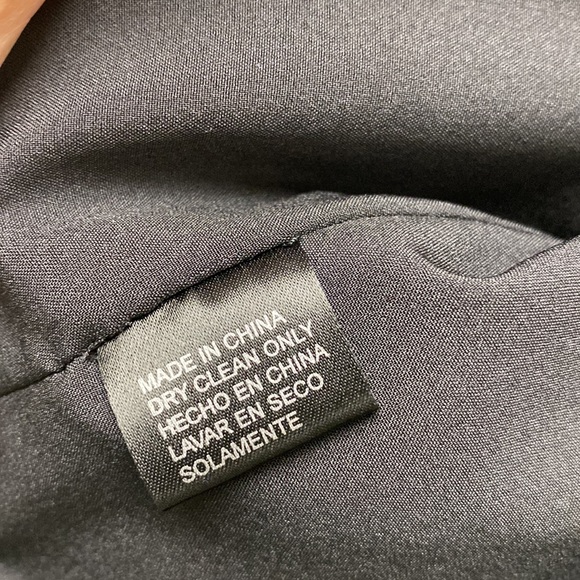 MADE IN CHINA
DRY CLEAN ONLY
HECHO EN CHINA
LAVAR EN SECO
SOLAMENTE